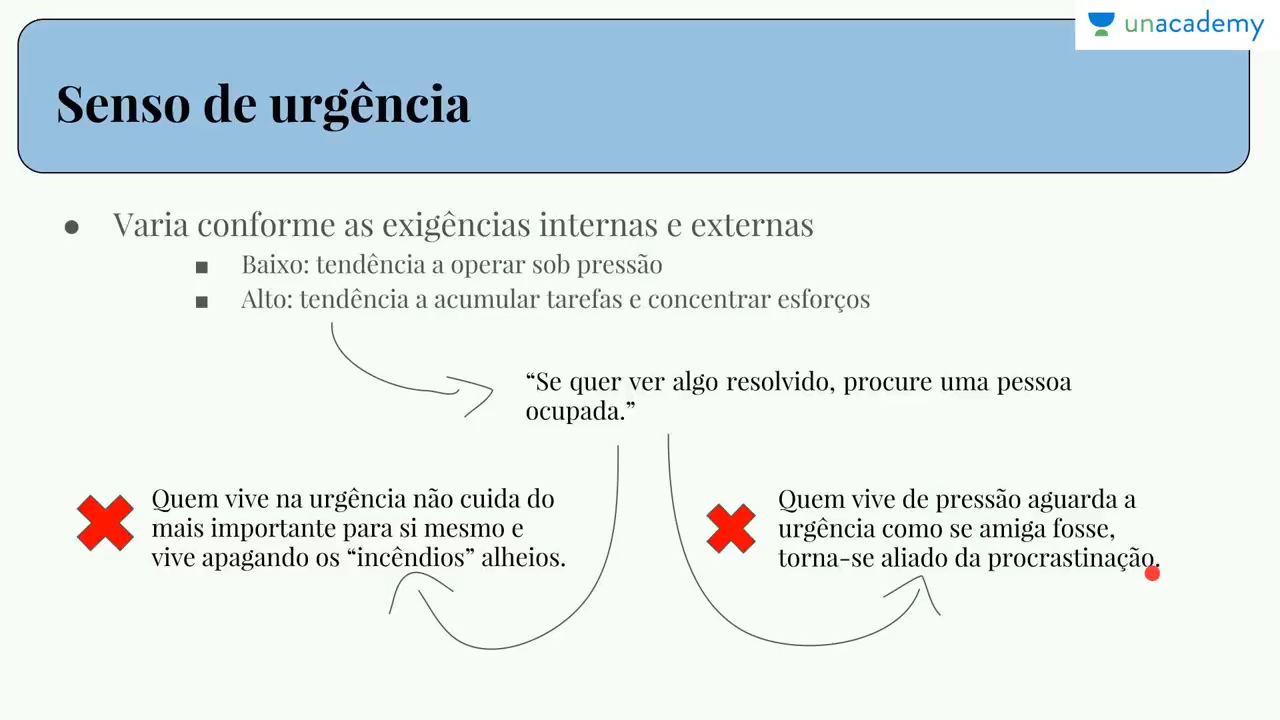 unacademy
Senso de urgência
● Varia conforme as exigências internas e externas
■ Baixo: tendência a operar sob pressão
■ Alto: tendência a acumular tarefas e concentrar esforços
“Se quer ver algo resolvido, procure uma pessoa
ocupada.”
Quem vive na urgência não cuida do
mais importante para si mesmo e
vive apagando os “incêndios” alheios.
Quem vive de pressão aguarda a
urgência como se amiga fosse,
torna-se aliado da procrastinação.